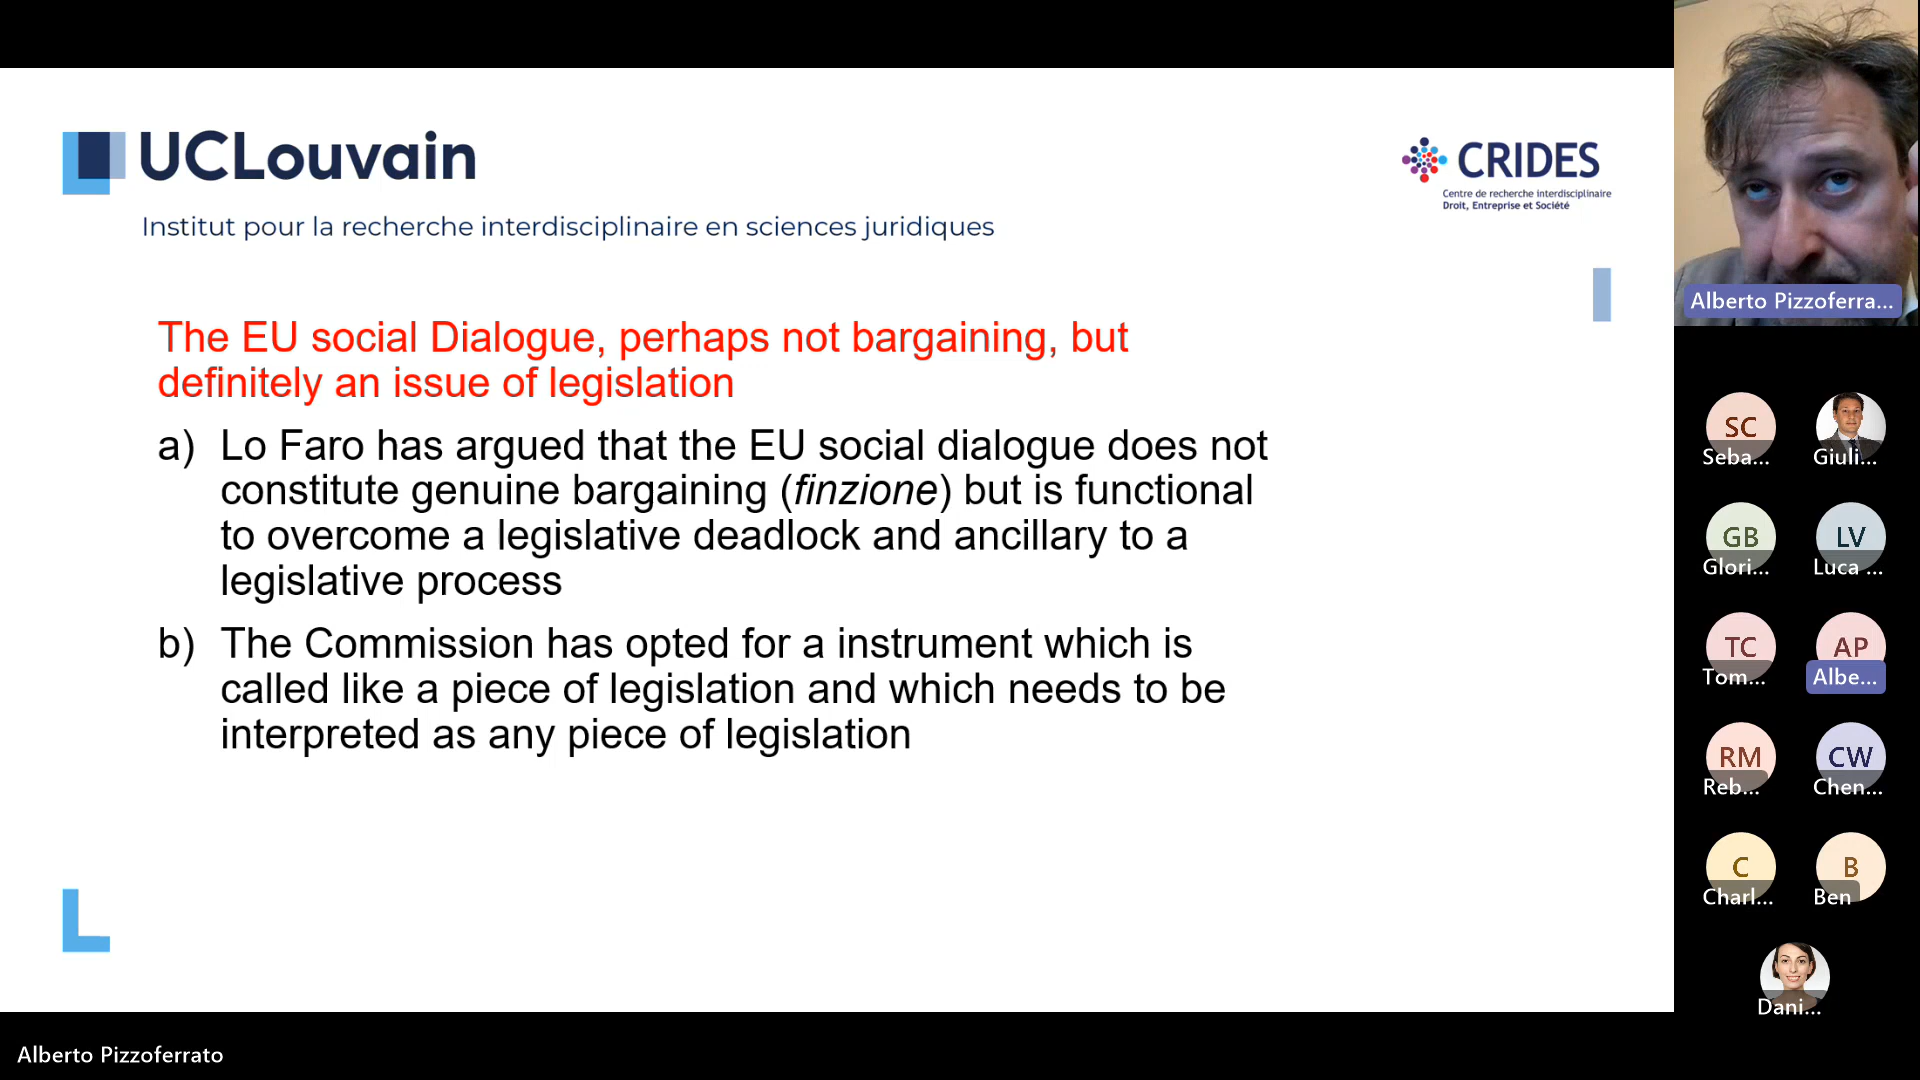 UCLouvain
Institut pour la recherche interdisciplinaire en sciences juridiques
CRIDES
Centre de recherche interdisciplinaire
Droit, Entreprise et Société
The EU social Dialogue, perhaps not bargaining, but
definitely an issue of legislation
a) Lo Faro has argued that the EU social dialogue does not
constitute genuine bargaining (finzione) but is functional
to overcome a legislative deadlock and ancillary to a
legislative process
b) The Commission has opted for a instrument which is
called like a piece of legislation and which needs to be
interpreted as any piece of legislation
Alberto Pizzoferra...
SC
Seba...
Giuli...
GB
Glori...
LV
Luca ...
TC
Tom...
AP
Albe...
RM
Reb...
CW
Chen...
C
Charl...
B
Ben
Dani...
Alberto Pizzoferrato